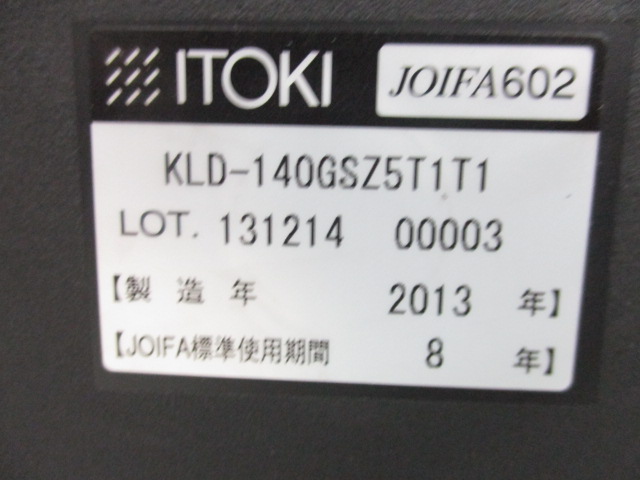 ITOKI JOIFA602
KLD-140GSZ5T1T1
LOT. 131214 00003
【製造年 2013 年】
【JOIFA標準使用期間 8 年】